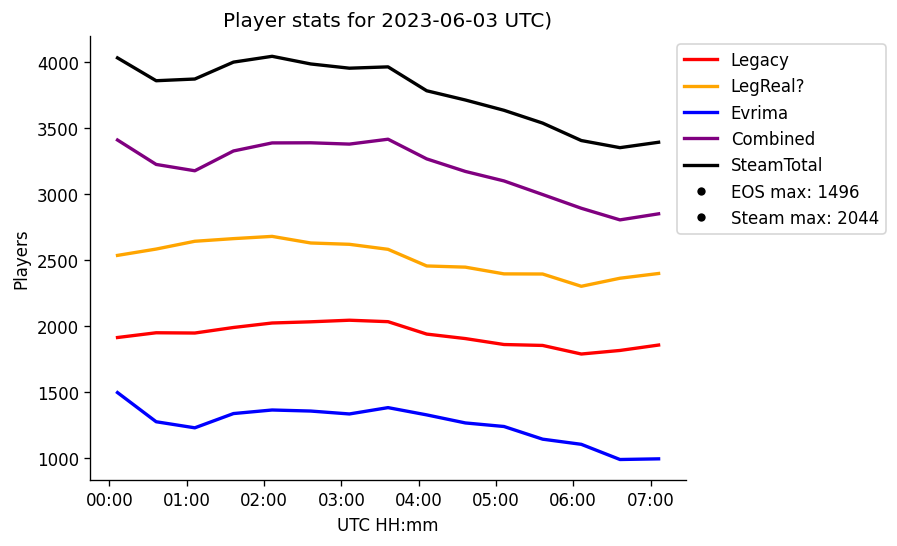 Player stats for 2023-06-03 UTC)
4000
3500
3000
2500
2000
1500
1000
Players
00:00 01:00 02:00 03:00 04:00 05:00 06:00 07:00
UTC HH:mm
Legacy
LegReal?
Evrima
Combined
SteamTotal
EOS max: 1496
Steam max: 2044